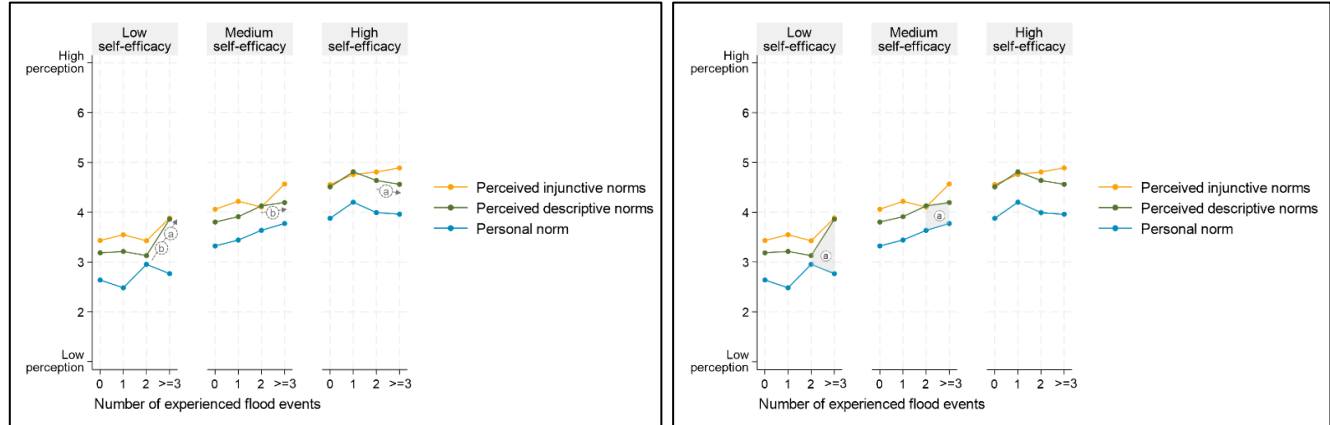 Low
self-efficacy
Medium
self-efficacy
High
self-efficacy
High
perception
6
5
4
3
2
Low
perception
a
b
b
a
0 1 2 >=3
0 1 2 >=3
0 1 2 >=3
Number of experienced flood events
Perceived injunctive norms
Perceived descriptive norms
Personal norm
Low
self-efficacy
Medium
self-efficacy
High
self-efficacy
High
perception
6
5
4
3
2
Low
perception
a
a
0 1 2 >=3
0 1 2 >=3
0 1 2 >=3
Number of experienced flood events
Perceived injunctive norms
Perceived descriptive norms
Personal norm